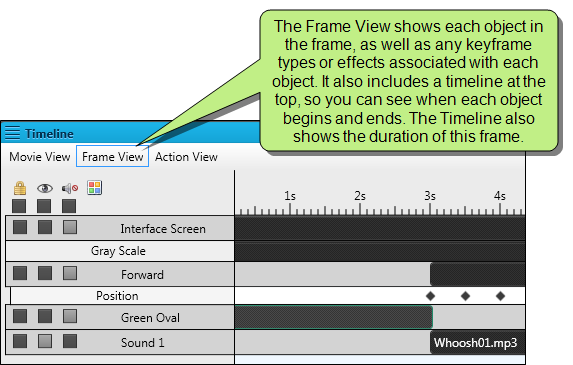 The Frame View shows each object in
the frame, as well as any keyframe
types or effects associated with each
object. It also includes a timeline at the
top, so you can see when each object
begins and ends. The Timeline also
shows the duration of this frame.
Timeline
Movie View Frame View Action View
1s 2s 3s 4s
Interface Screen
Gray Scale
Forward
Position
Green Oval
Sound 1 Whoosh01.mp3